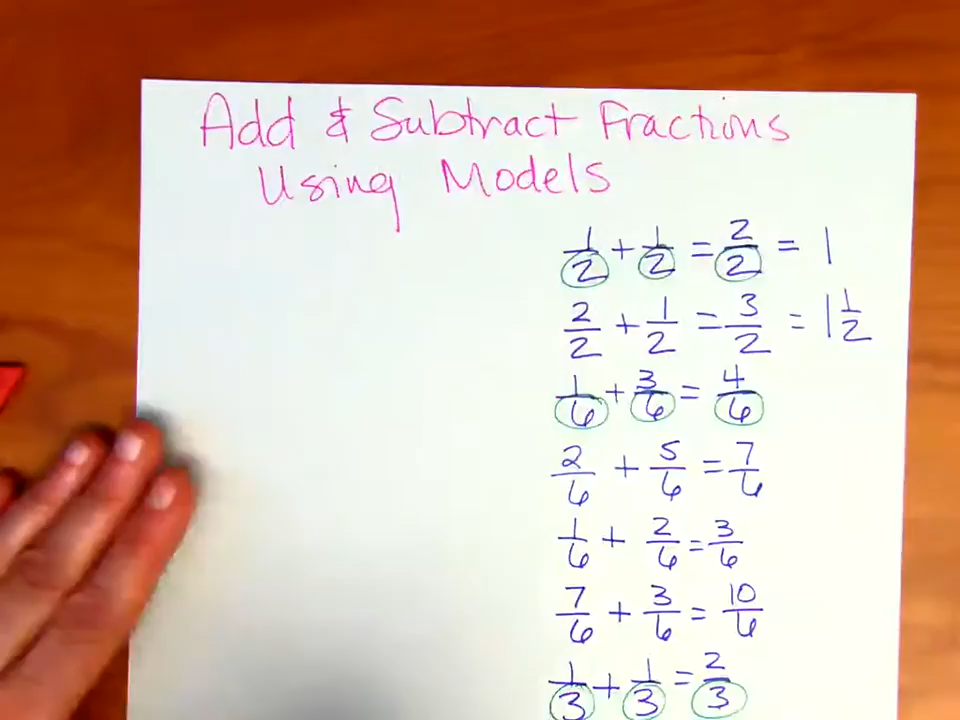 Add & Subtract Fractions
Using Models
1/2 + 1/2 = 2/2 = 1
2/2 + 1/2 = 3/2 = 1 1/2
1/6 + 3/6 = 4/6
2/6 + 5/6 = 7/6
1/6 + 2/6 = 3/6
7/6 + 3/6 = 10/6
1/3 + 1/3 = 2/3